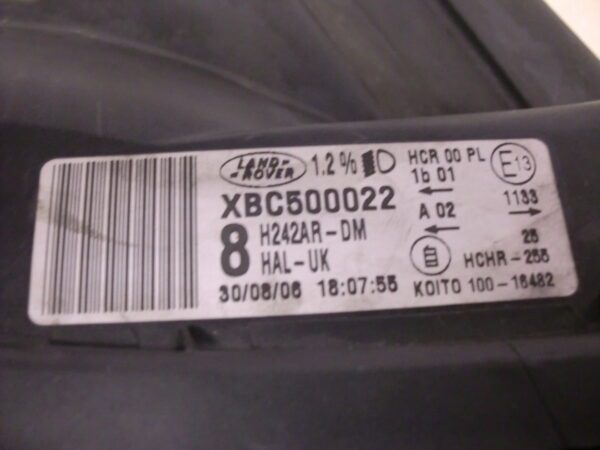 LAND-
ROVER
1.2% HCR 00 PL E13
XBC500022 1b 01
1133
A 02
8 H242AR-DM
HAL-UK
25
HCHR-255
30/08/06 18:07:55 KOITO 100-16482